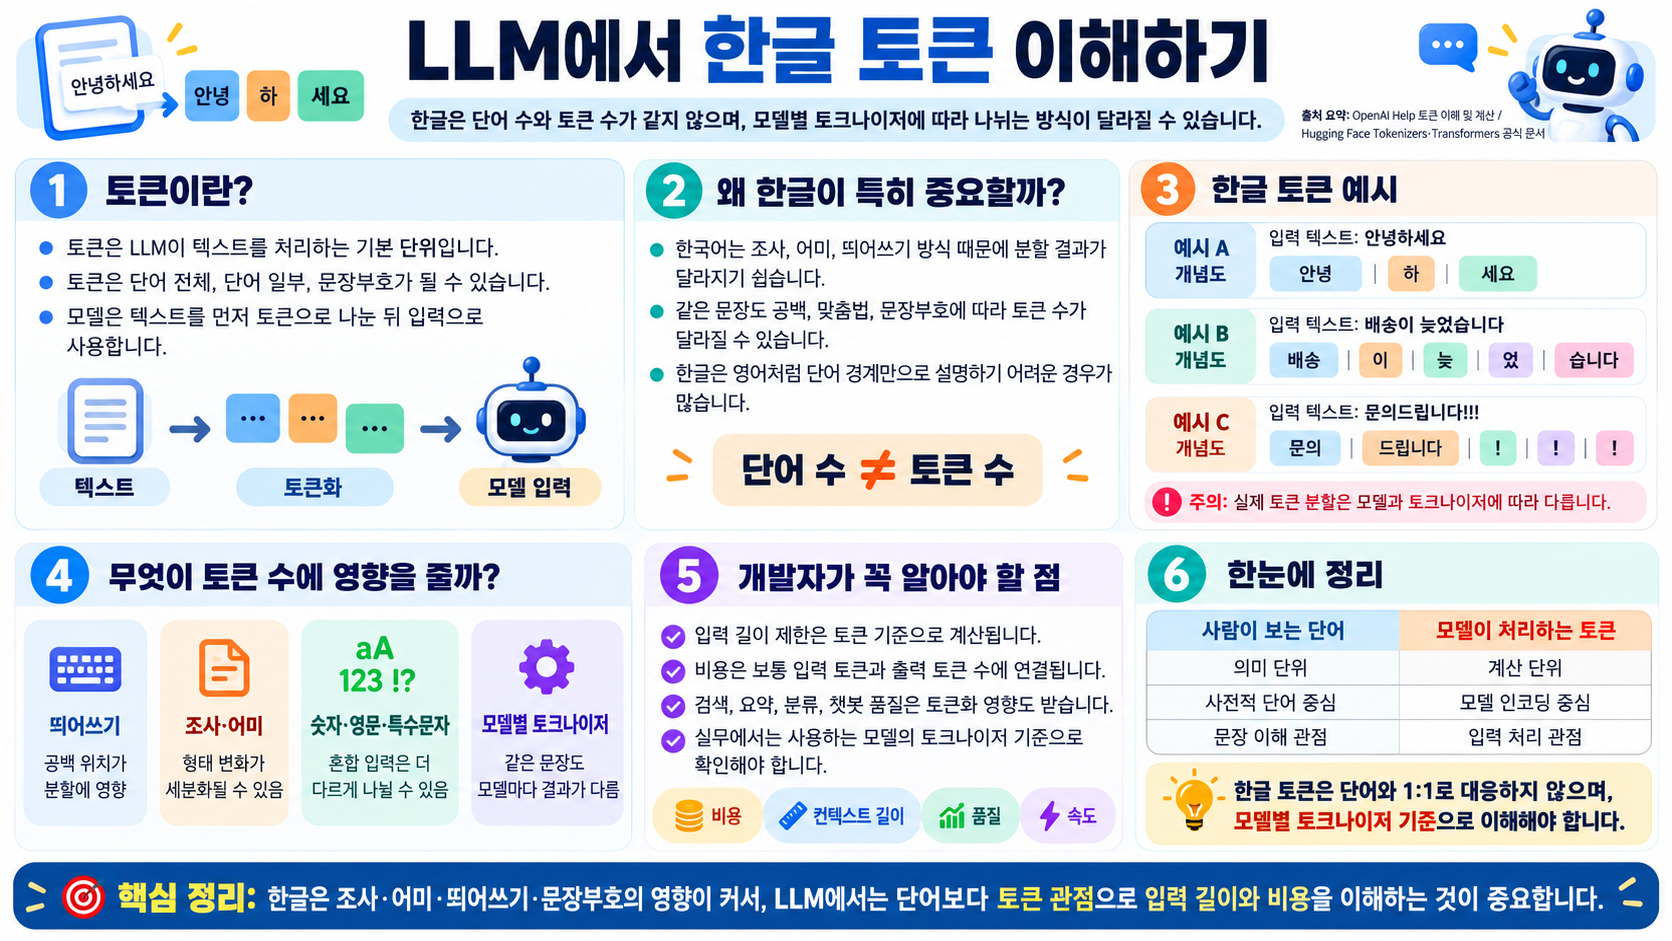 안녕하세요
안녕 하 세요
LLM에서 한글 토큰 이해하기
한글은 단어 수와 토큰 수가 같지 않으며, 모델별 토크나이저에 따라 나뉘는 방식이 달라질 수 있습니다.
출처 요약: OpenAI Help 토큰 이해 및 계산 /
Hugging Face Tokenizers·Transformers 공식 문서
1 토큰이란?
토큰은 LLM이 텍스트를 처리하는 기본 단위입니다.
토큰은 단어 전체, 단어 일부, 문장부호가 될 수 있습니다.
모델은 텍스트를 먼저 토큰으로 나눈 뒤 입력으로
사용합니다.
... ... ...
텍스트 토큰화 모델 입력
2 왜 한글이 특히 중요할까?
한국어는 조사, 어미, 띄어쓰기 방식 때문에 분할 결과가
달라지기 쉽습니다.
같은 문장도 공백, 맞춤법, 문장부호에 따라 토큰 수가
달라질 수 있습니다.
한글은 영어처럼 단어 경계만으로 설명하기 어려운 경우가
많습니다.
단어 수 ≠ 토큰 수
3 한글 토큰 예시
예시 A
개념도
입력 텍스트: 안녕하세요
안녕 | 하 | 세요
예시 B
개념도
입력 텍스트: 배송이 늦었습니다
배송 | 이 | 늦 | 었 | 습니다
예시 C
개념도
입력 텍스트: 문의드립니다!!!
문의 | 드립니다 | ! | ! | !
! 주의: 실제 토큰 분할은 모델과 토크나이저에 따라 다릅니다.
4 무엇이 토큰 수에 영향을 줄까?
띄어쓰기
공백 위치가
분할에 영향
조사·어미
형태 변화가
세분화될 수 있음
aA
123 !?
숫자·영문·특수문자
혼합 입력은 더
다르게 나뉠 수 있음
모델별 토크나이저
같은 문장도
모델마다 결과가 다름
5 개발자가 꼭 알아야 할 점
입력 길이 제한은 토큰 기준으로 계산됩니다.
비용은 보통 입력 토큰과 출력 토큰 수에 연결됩니다.
검색, 요약, 분류, 챗봇 품질은 토큰화 영향도 받습니다.
실무에서는 사용하는 모델의 토크나이저 기준으로
확인해야 합니다.
비용 컨텍스트 길이 품질 속도
6 한눈에 정리
사람이 보는 단어 모델이 처리하는 토큰
의미 단위 계산 단위
사전적 단어 중심 모델 인코딩 중심
문장 이해 관점 입력 처리 관점
한글 토큰은 단어와 1:1로 대응하지 않으며,
모델별 토크나이저 기준으로 이해해야 합니다.
핵심 정리: 한글은 조사·어미·띄어쓰기·문장부호의 영향이 커서, LLM에서는 단어보다 토큰 관점으로 입력 길이와 비용을 이해하는 것이 중요합니다.